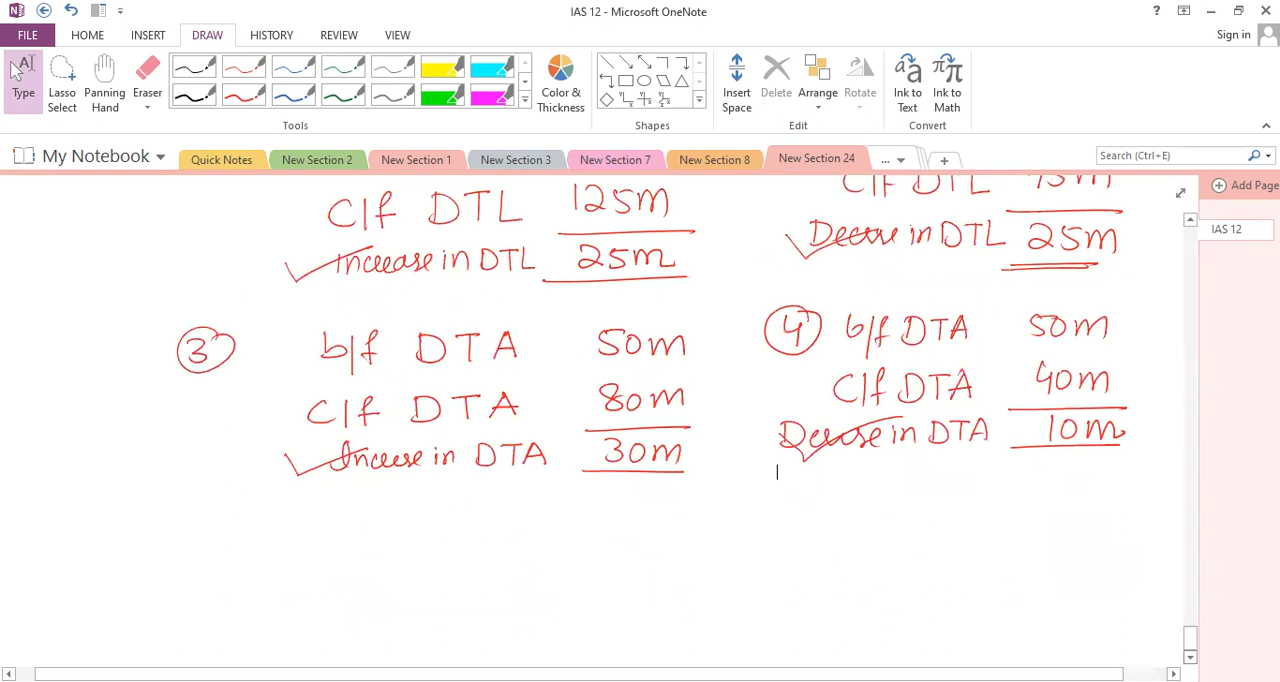 IAS 12 - Microsoft OneNote
?
FILE
HOME
INSERT
DRAW
HISTORY
REVIEW
VIEW
Sign in
Type
Lasso Select
Panning Hand
Eraser
Color & Thickness
Insert Space
Delete
Arrange
Rotate
Ink to Text
Ink to Math
Tools
Shapes
Edit
Convert
My Notebook
Quick Notes
New Section 2
New Section 1
New Section 3
New Section 7
New Section 8
New Section 24
...
Search (Ctrl+E)
Add Page
IAS 12
C/f DTL 125m
Increase in DTL 25m
C/f DTL 75m
Decrese in DTL 25m
3 b/f DTA 50m
C/f DTA 80m
Increase in DTA 30m
4 b/f DTA 50m
C/f DTA 40m
Decrease in DTA 10m